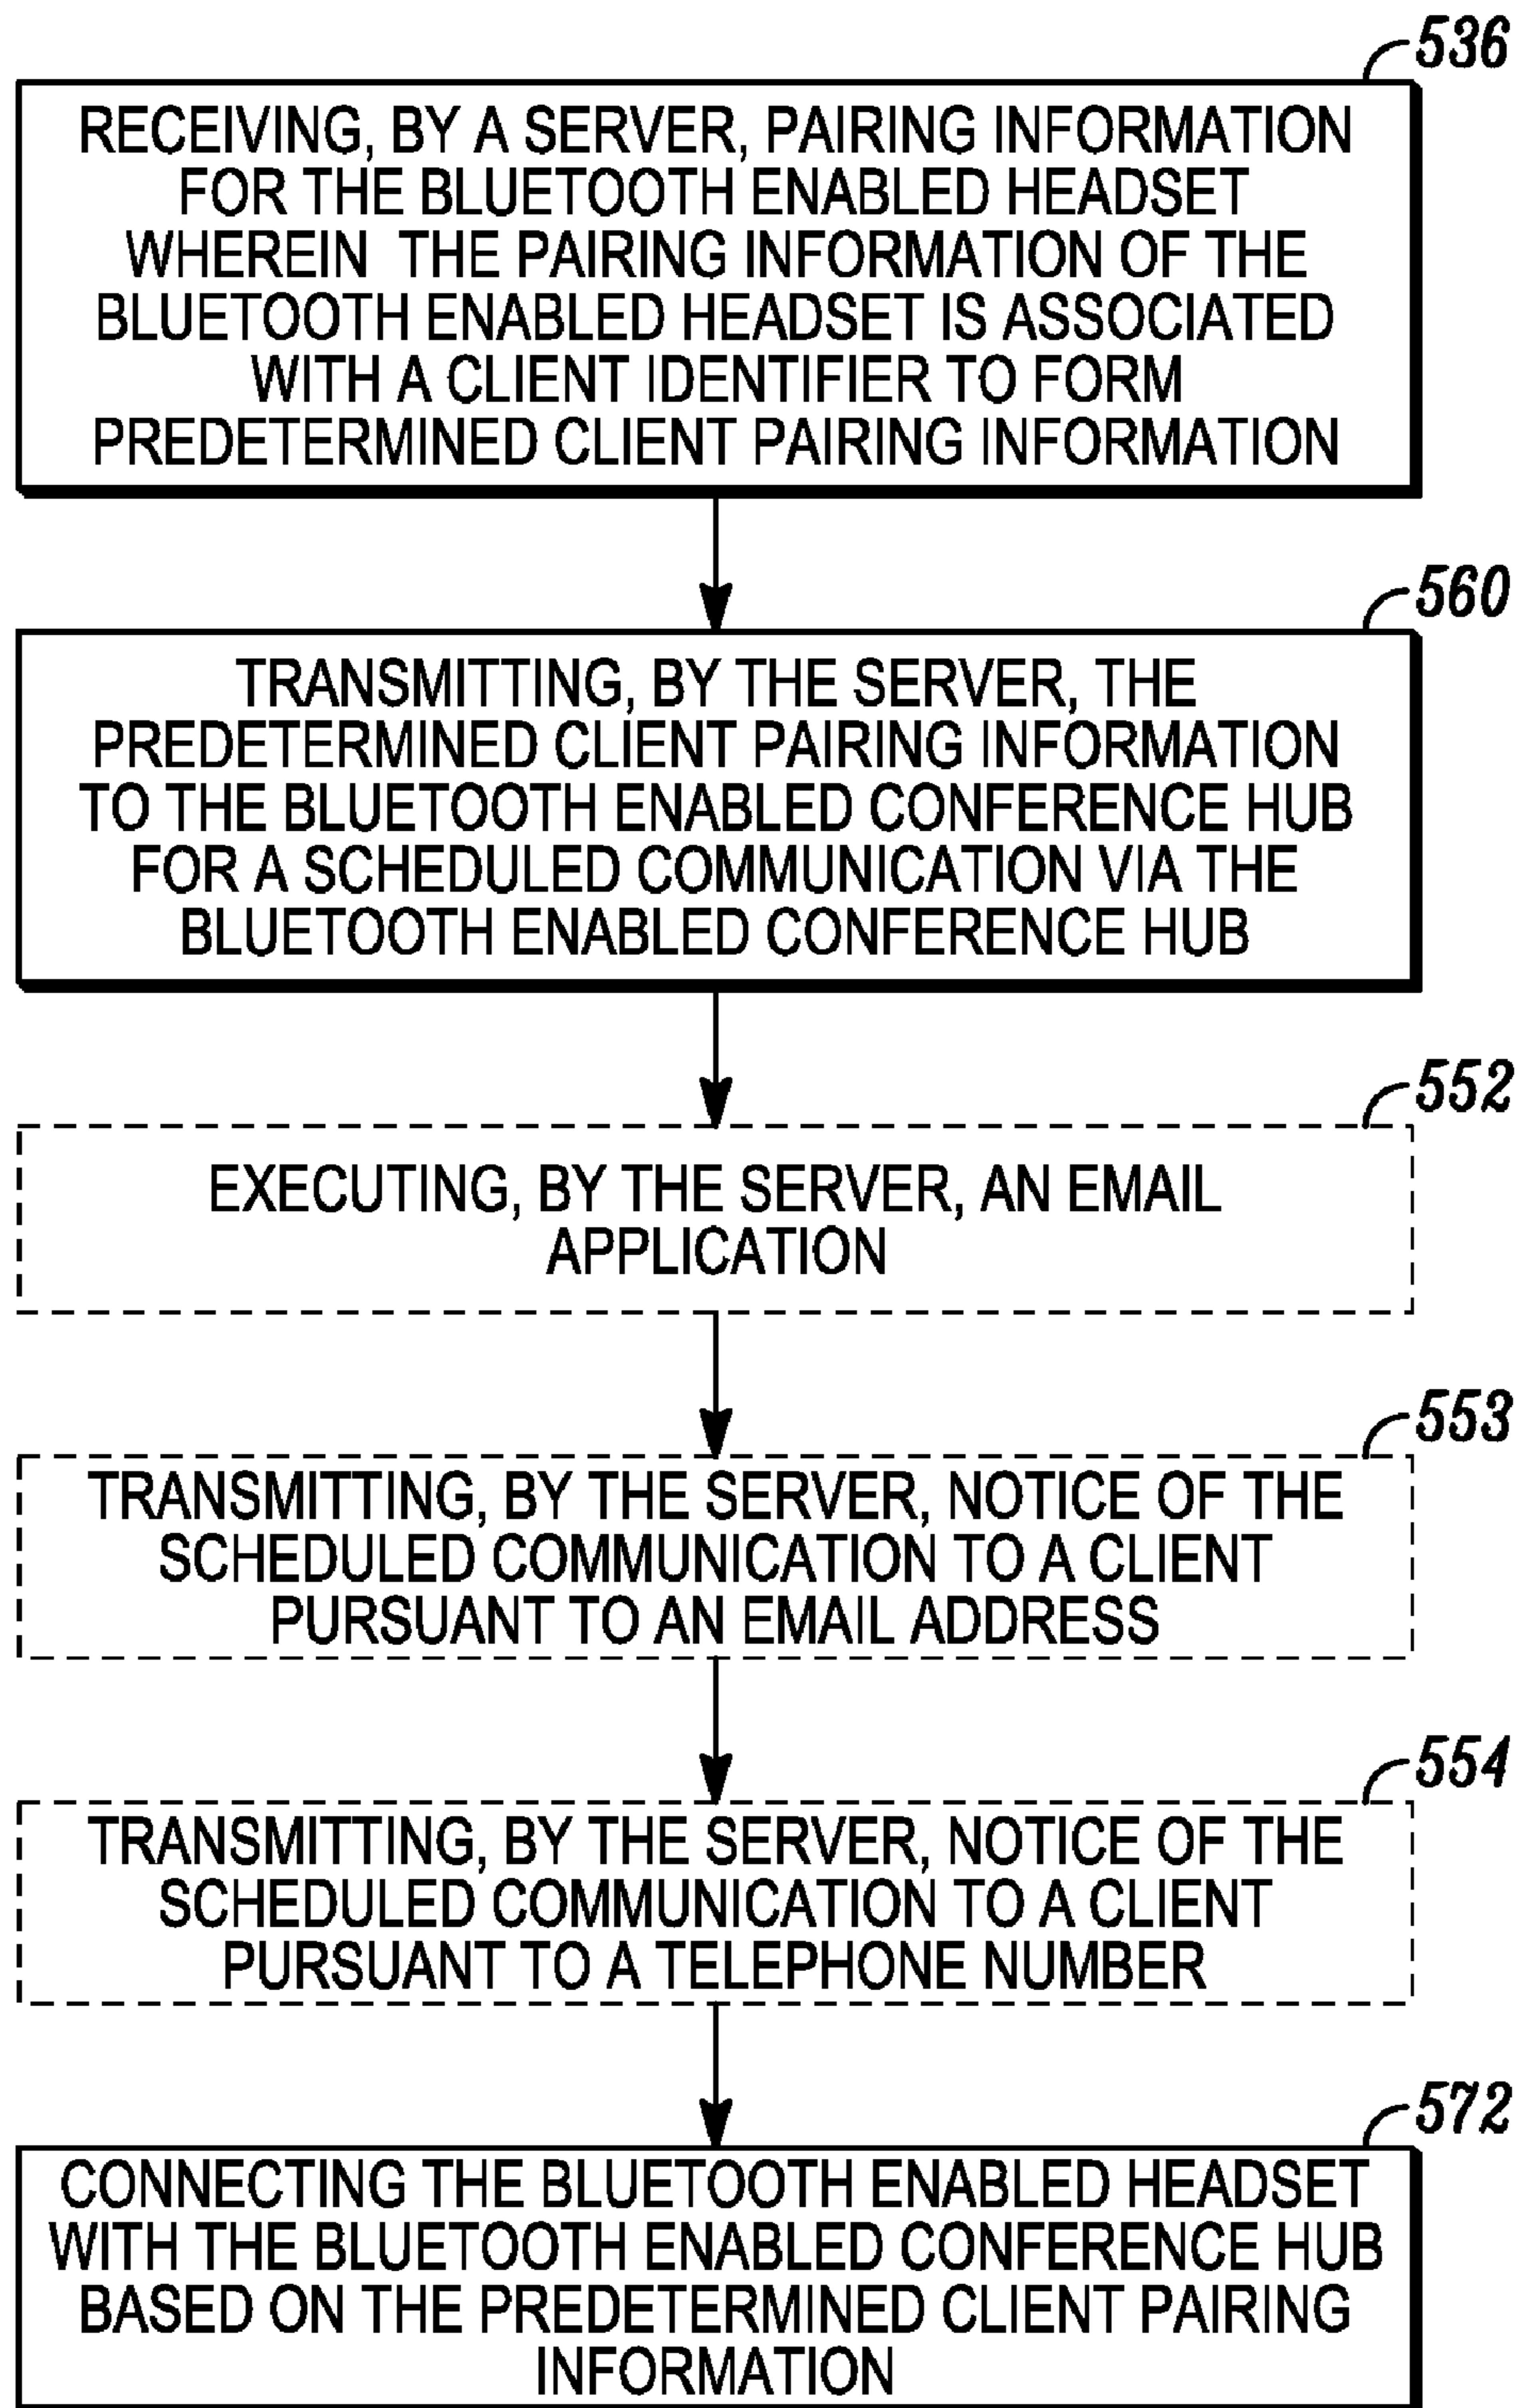 536
RECEIVING, BY A SERVER, PAIRING INFORMATION
FOR THE BLUETOOTH ENABLED HEADSET
WHEREIN THE PAIRING INFORMATION OF THE
BLUETOOTH ENABLED HEADSET IS ASSOCIATED
WITH A CLIENT IDENTIFIER TO FORM
PREDETERMINED CLIENT PAIRING INFORMATION
560
TRANSMITTING, BY THE SERVER, THE
PREDETERMINED CLIENT PAIRING INFORMATION
TO THE BLUETOOTH ENABLED CONFERENCE HUB
FOR A SCHEDULED COMMUNICATION VIA THE
BLUETOOTH ENABLED CONFERENCE HUB
552
EXECUTING, BY THE SERVER, AN EMAIL
APPLICATION
553
TRANSMITTING, BY THE SERVER, NOTICE OF THE
SCHEDULED COMMUNICATION TO A CLIENT
PURSUANT TO AN EMAIL ADDRESS
554
TRANSMITTING, BY THE SERVER, NOTICE OF THE
SCHEDULED COMMUNICATION TO A CLIENT
PURSUANT TO A TELEPHONE NUMBER
572
CONNECTING THE BLUETOOTH ENABLED HEADSET
WITH THE BLUETOOTH ENABLED CONFERENCE HUB
BASED ON THE PREDETERMINED CLIENT PAIRING
INFORMATION